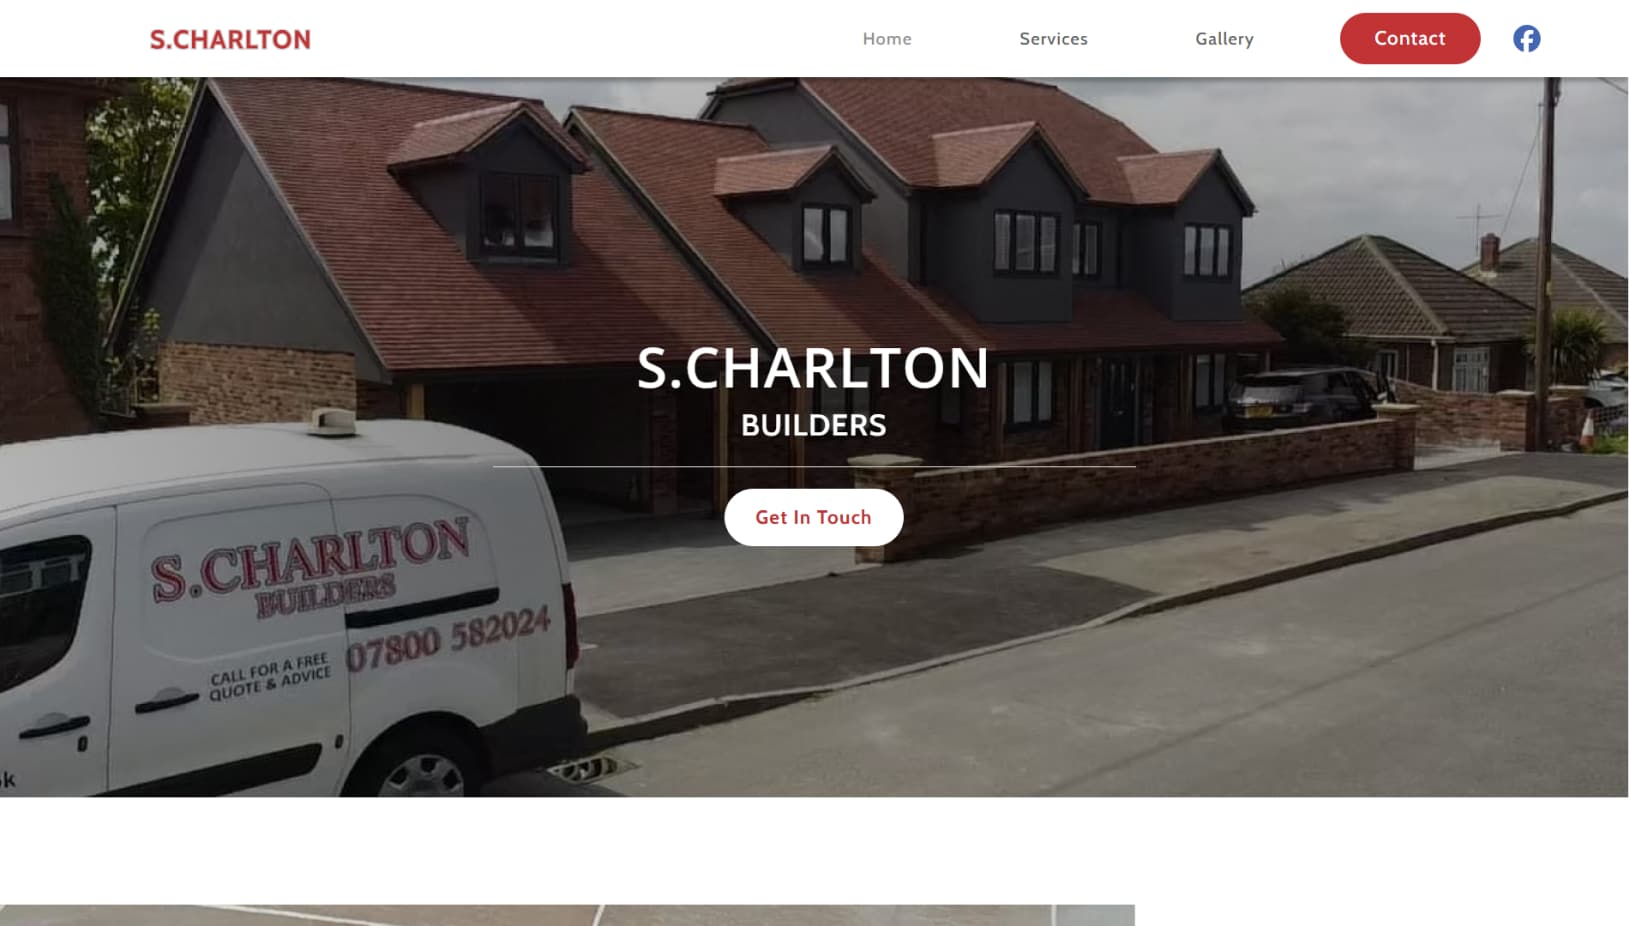 S.CHARLTON
Home
Services
Gallery
Contact
S.CHARLTON
BUILDERS
Get In Touch
S.CHARLTON
BUILDERS
07800 582024
CALL FOR A FREE
QUOTE & ADVICE